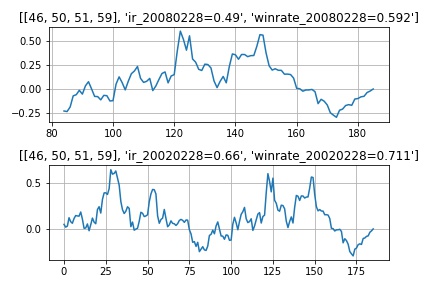 [[46, 50, 51, 59], 'ir_20080228=0.49', 'winrate_20080228=0.592']
0.50
0.25
0.00
−0.25
80 100 120 140 160 180
[[46, 50, 51, 59], 'ir_20020228=0.66', 'winrate_20020228=0.711']
0.5
0.0
0 25 50 75 100 125 150 175